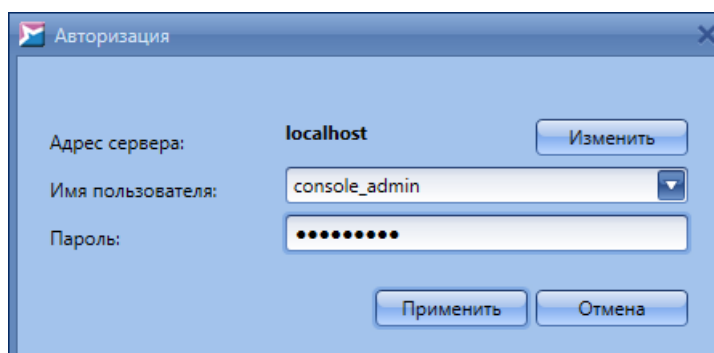 Авторизация
Адрес сервера: localhost Изменить
Имя пользователя: console_admin
Пароль: •••••••••
Применить Отмена